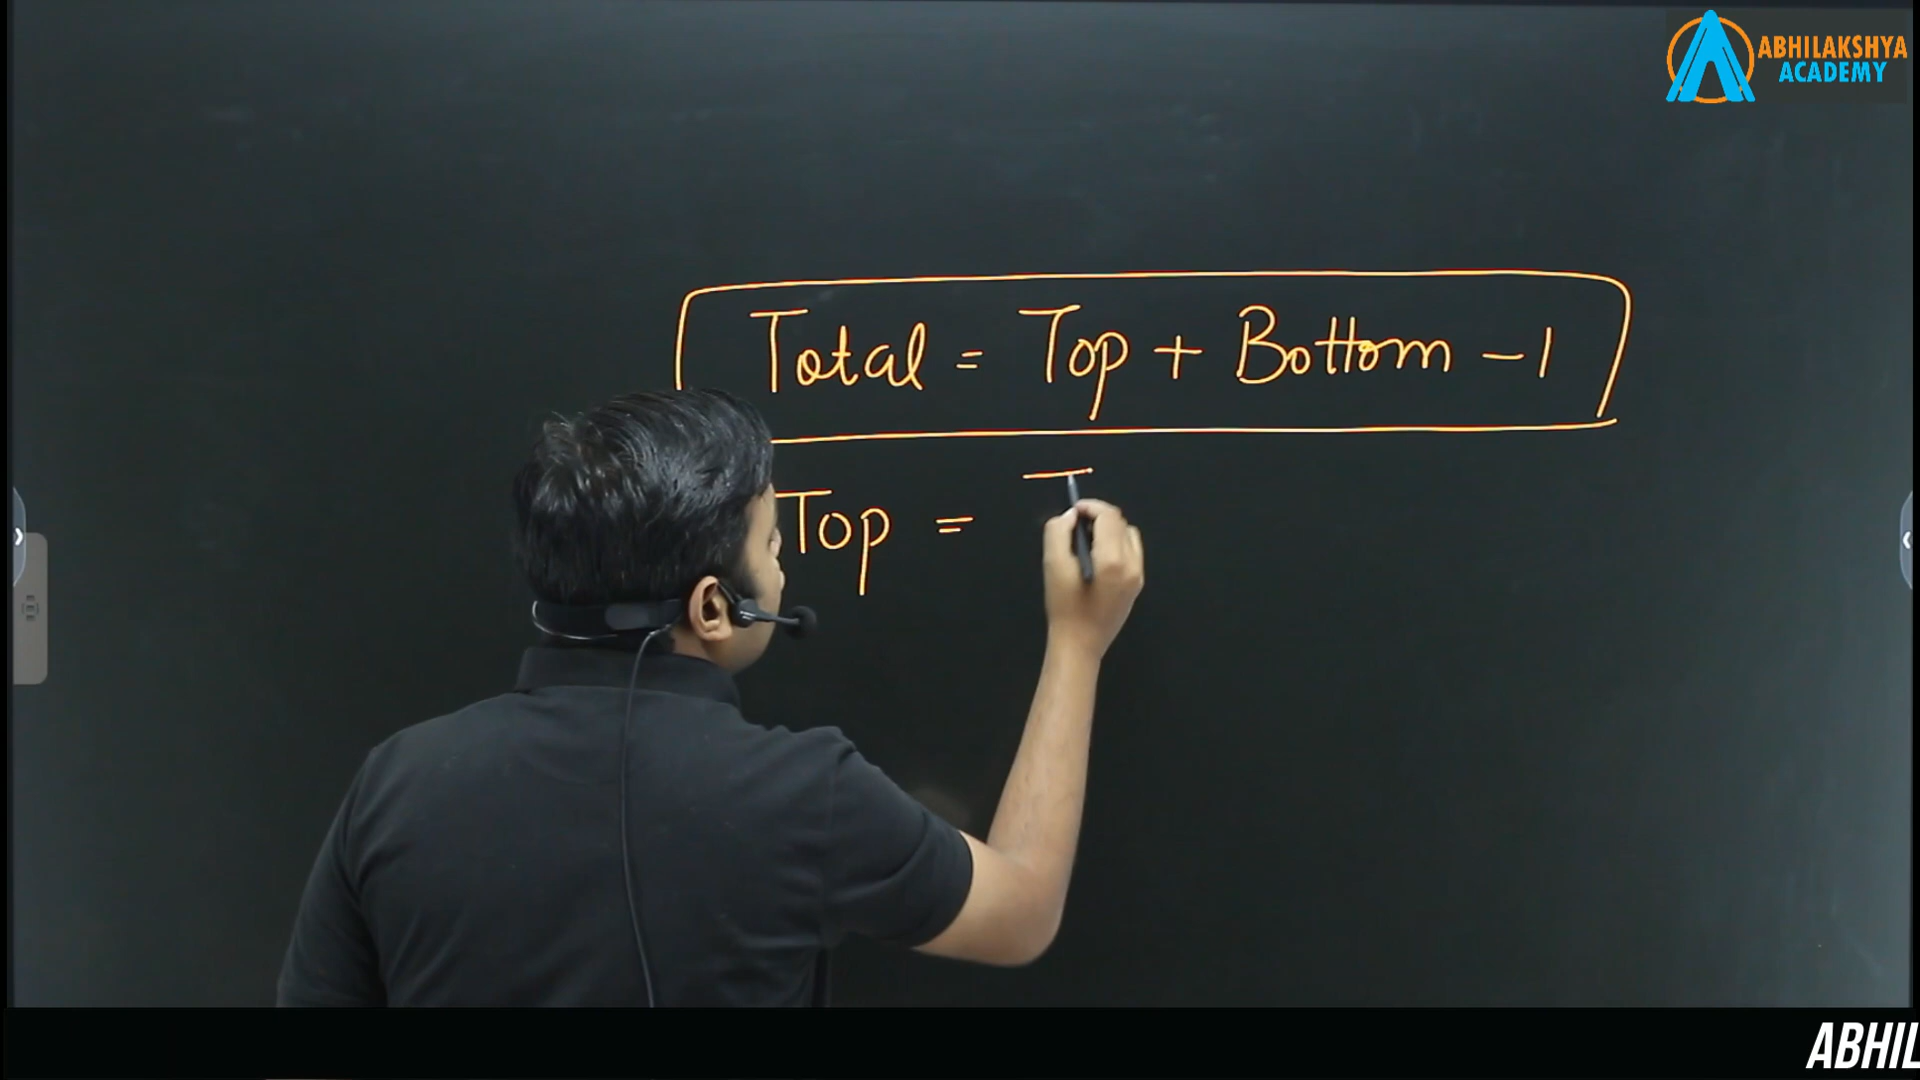 ABHILAKSHYA
ACADEMY
Total = Top + Bottom - 1
Top = T
ABHIL